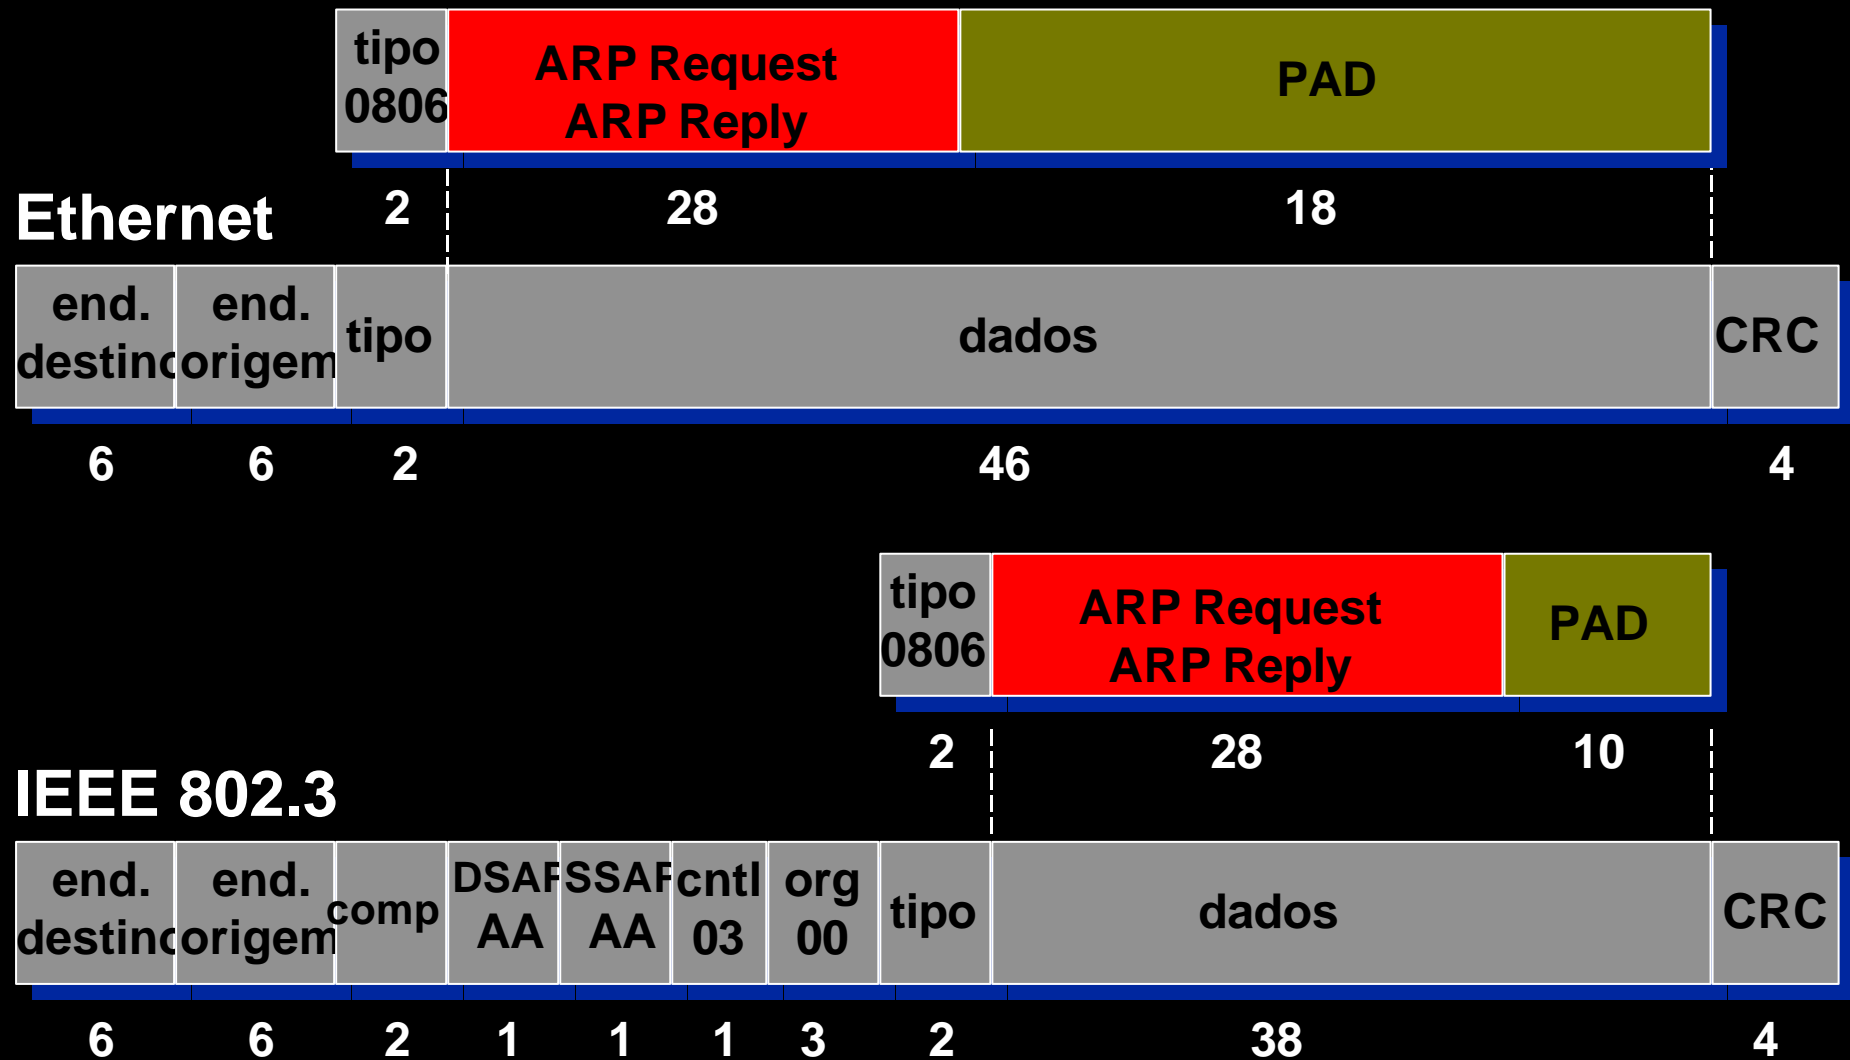 tipo
0806
ARP Request
ARP Reply
PAD
2 28 18
Ethernet
end.
destino
end.
origem
tipo
dados
CRC
6 6 2 46 4
tipo
0806
ARP Request
ARP Reply
PAD
2 28 10
IEEE 802.3
end.
destino
end.
origem
comp
DSAP
AA
SSAP
AA
cntl
03
org
00
tipo
dados
CRC
6 6 2 1 1 1 3 2 38 4